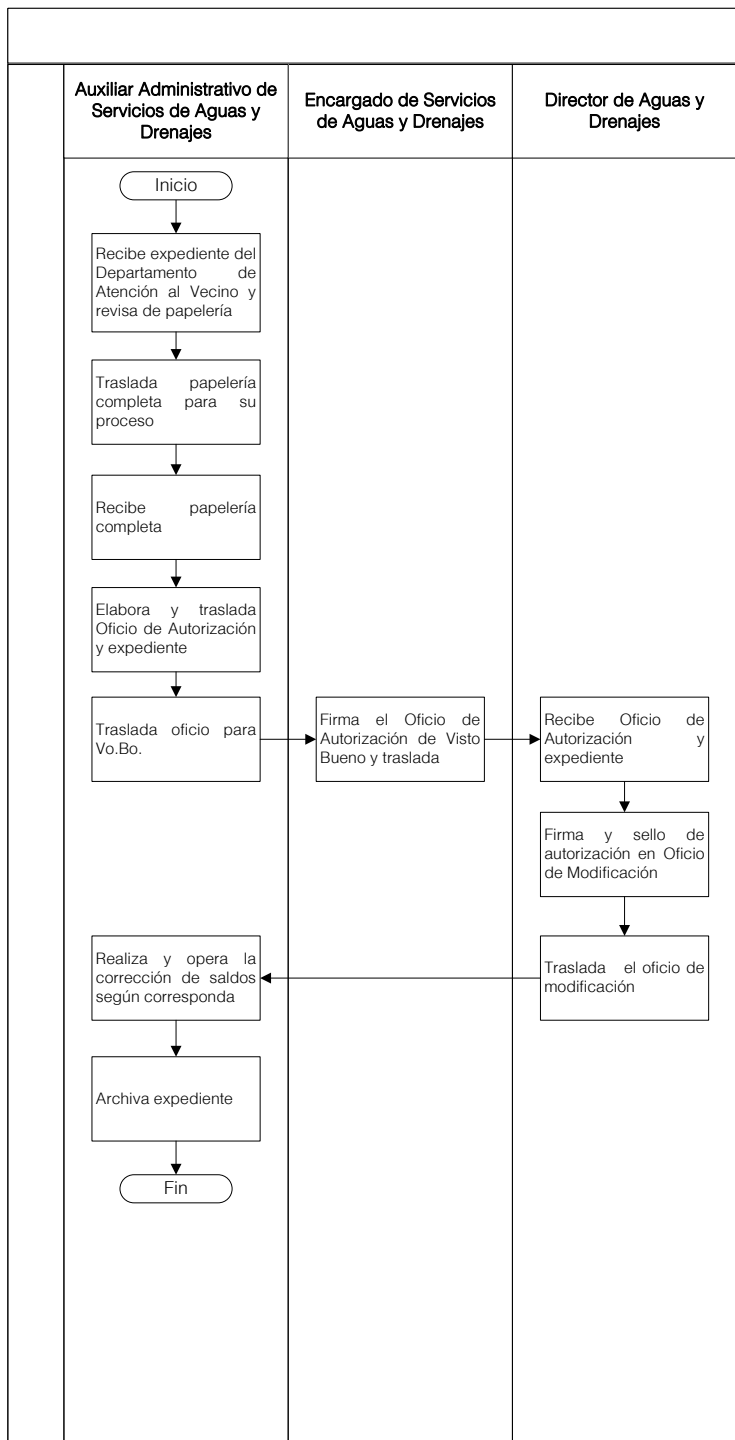 Auxiliar Administrativo de
Servicios de Aguas y
Drenajes
Encargado de Servicios
de Aguas y Drenajes
Director de Aguas y
Drenajes
Inicio
Recibe expediente del
Departamento de
Atención al Vecino y
revisa de papelería
Traslada papelería
completa para su
proceso
Recibe papelería
completa
Elabora y traslada
Oficio de Autorización
y expediente
Traslada oficio para
Vo.Bo.
Firma el Oficio de
Autorización de Visto
Bueno y traslada
Recibe Oficio de
Autorización y
expediente
Firma y sello de
autorización en Oficio
de Modificación
Traslada el oficio de
modificación
Realiza y opera la
corrección de saldos
según corresponda
Archiva expediente
Fin